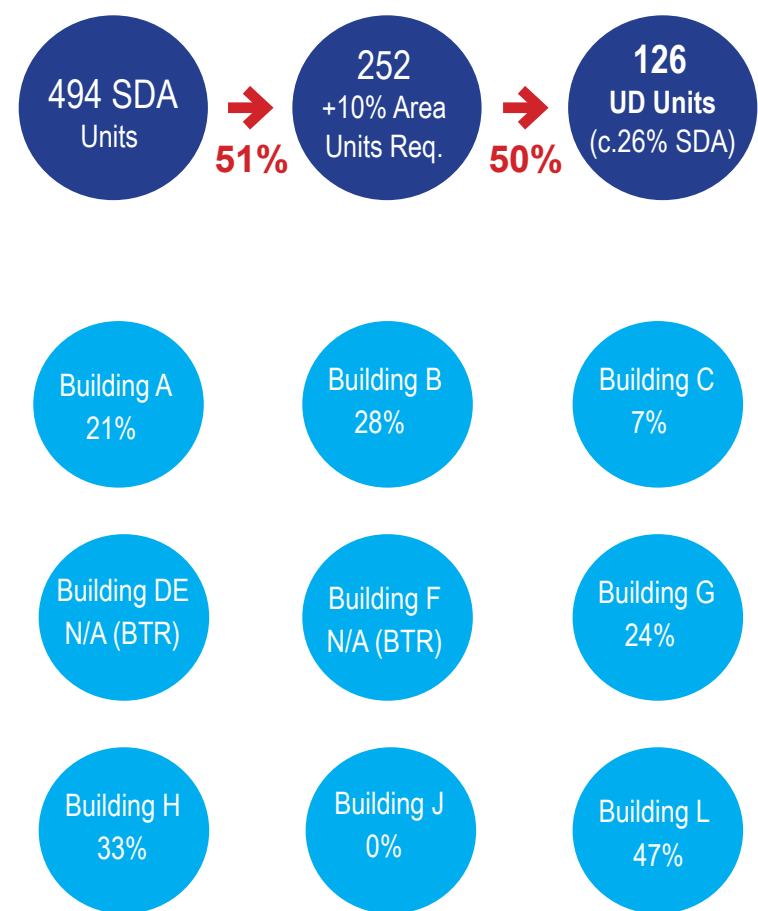 494 SDA
Units
51%
252
+10% Area
Units Req.
50%
126
UD Units
(c.26% SDA)
Building A
21%
Building B
28%
Building C
7%
Building DE
N/A (BTR)
Building F
N/A (BTR)
Building G
24%
Building H
33%
Building J
0%
Building L
47%